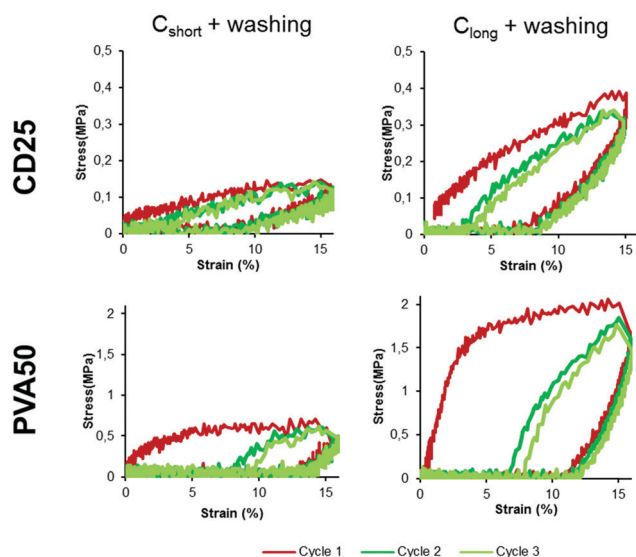 C_short + washing
C_long + washing
CD25
Stress(MPa)
0,5
0,4
0,3
0,2
0,1
0
0 5 10 15
Strain (%)
Stress(MPa)
0,5
0,4
0,3
0,2
0,1
0
0 5 10 15
Strain (%)
PVA50
Stress(MPa)
2
1,5
1
0,5
0
0 5 10 15
Strain (%)
Stress(MPa)
2
1,5
1
0,5
0
0 5 10 15
Strain (%)
Cycle 1 Cycle 2 Cycle 3